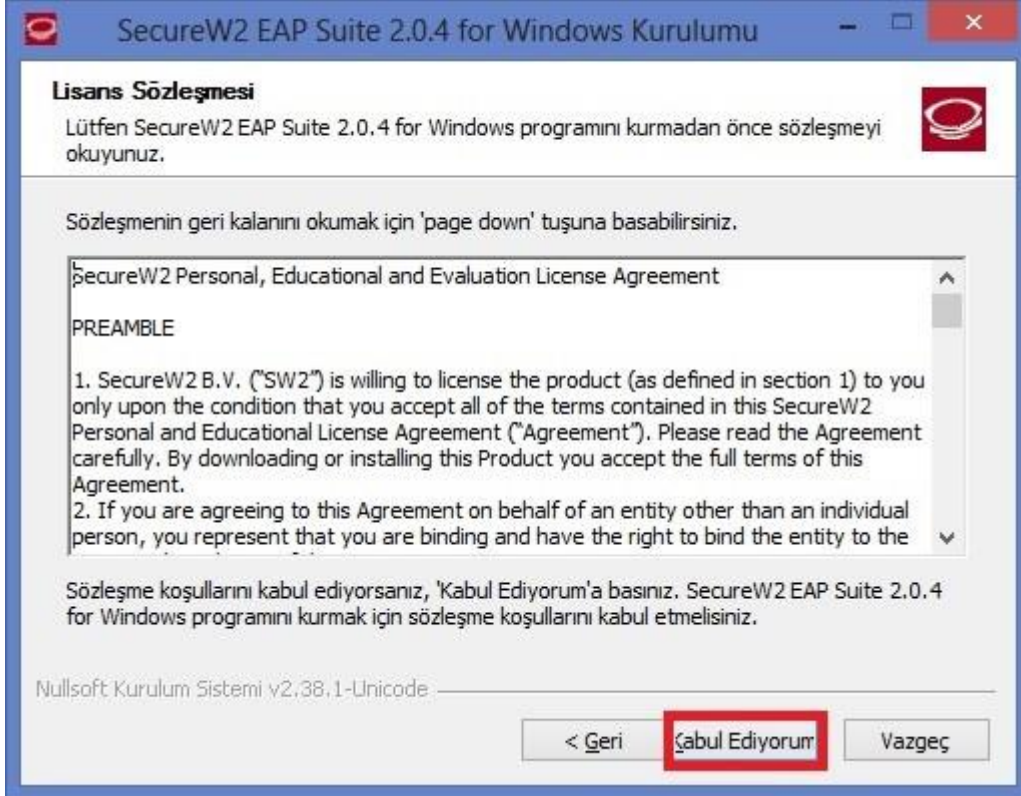 SecureW2 EAP Suite 2.0.4 for Windows Kurulumu
Lisans Sözleşmesi
Lütfen SecureW2 EAP Suite 2.0.4 for Windows programını kurmadan önce sözleşmeyi
okuyunuz.
Sözleşmenin geri kalanını okumak için 'page down' tuşuna basabilirsiniz.
SecureW2 Personal, Educational and Evaluation License Agreement
PREAMBLE
1. SecureW2 B.V. (“SW2”) is willing to license the product (as defined in section 1) to you
only upon the condition that you accept all of the terms contained in this SecureW2
Personal and Educational License Agreement (“Agreement”). Please read the Agreement
carefully. By downloading or installing this Product you accept the full terms of this
Agreement.
2. If you are agreeing to this Agreement on behalf of an entity other than an individual
person, you represent that you are binding and have the right to bind the entity to the
Sözleşme koşullarını kabul ediyorsanız, 'Kabul Ediyorum'a basınız. SecureW2 EAP Suite 2.0.4
for Windows programını kurmak için sözleşme koşullarını kabul etmelisiniz.
Nullsoft Kurulum Sistemi v2.38.1-Unicode
< Geri Kabul Ediyorum Vazgeç